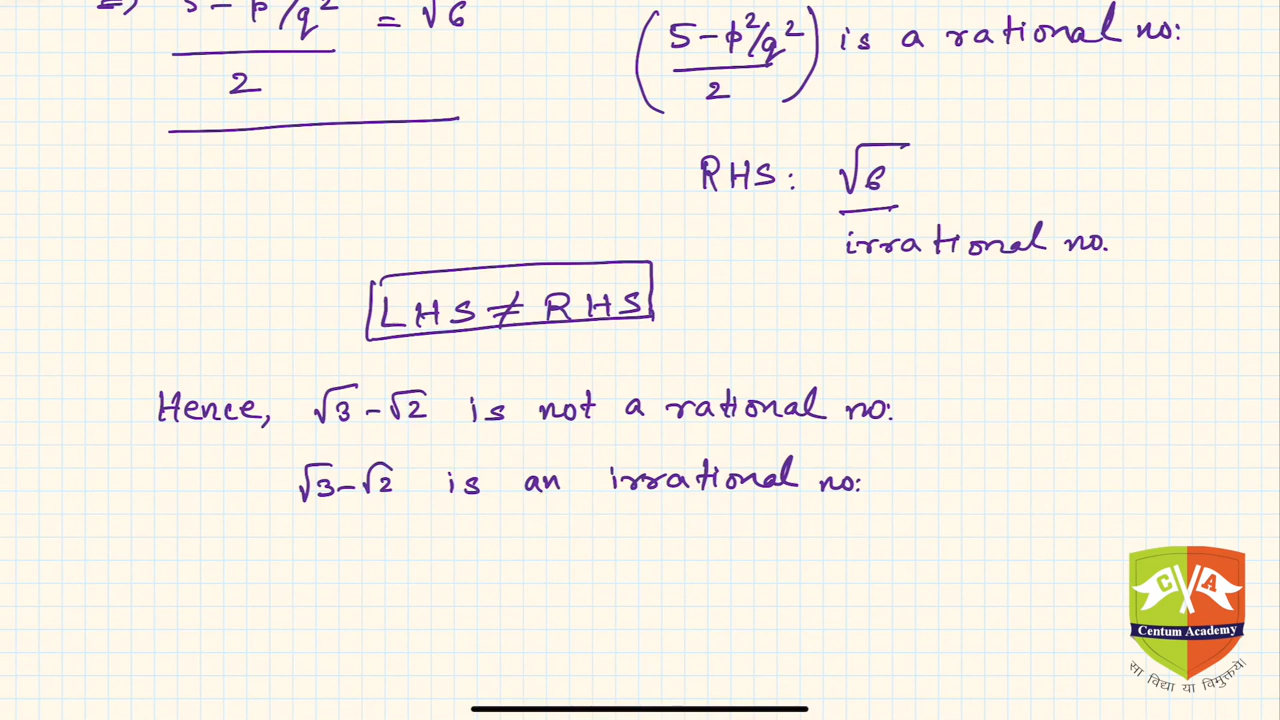 ⇒ 5 - p²/q² / 2 = √6
(5 - p²/q² / 2) is a rational no:
RHS: √6
irrational no.
LHS ≠ RHS
Hence, √3 - √2 is not a rational no:
√3 - √2 is an irrational no:
C A
Centum Academy
सा विद्या या विमुक्तये।